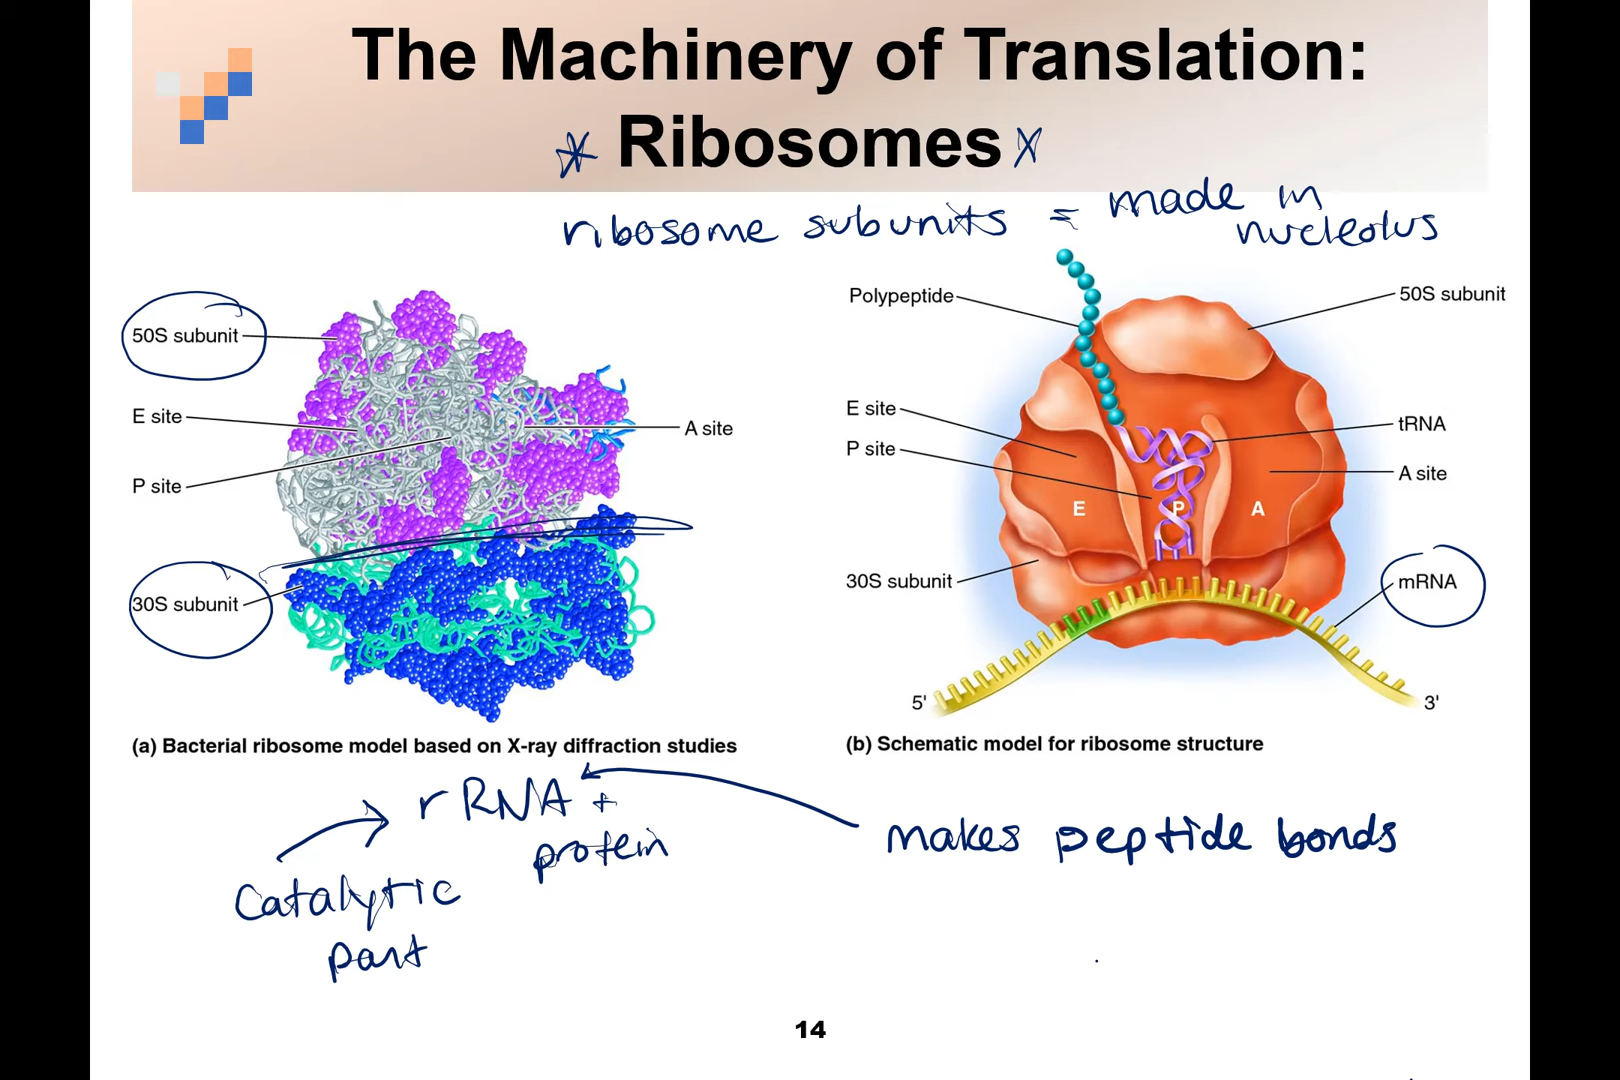 The Machinery of Translation:
* Ribosomes *
ribosome subunits = made in
nucleolus
50S subunit
E site
P site
30S subunit
A site
(a) Bacterial ribosome model based on X-ray diffraction studies
Polypeptide
E site
P site
30S subunit
50S subunit
tRNA
A site
mRNA
E P A
5' 3'
(b) Schematic model for ribosome structure
rRNA +
protein
Catalytic
part
makes peptide bonds
14